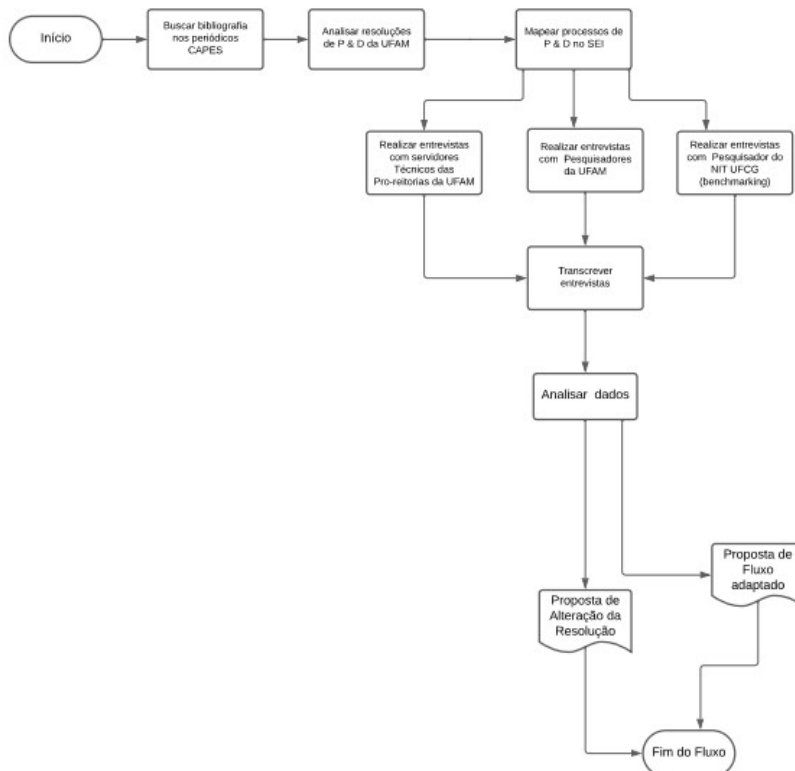 Início
Buscar bibliografia
nos periódicos
CAPES
Analisar resoluções
de P & D da UFAM
Mapear processos de
P & D no SEI
Realizar entrevistas
com servidores
Técnicos das
Pro-reitorias da UFAM
Realizar entrevistas
com Pesquisadores
da UFAM
Realizar entrevistas
com Pesquisador do
NIT UFCG
(benchmarking)
Transcrever
entrevistas
Analisar dados
Proposta de
Fluxo
adaptado
Proposta de
Alteração da
Resolução
Fim do Fluxo